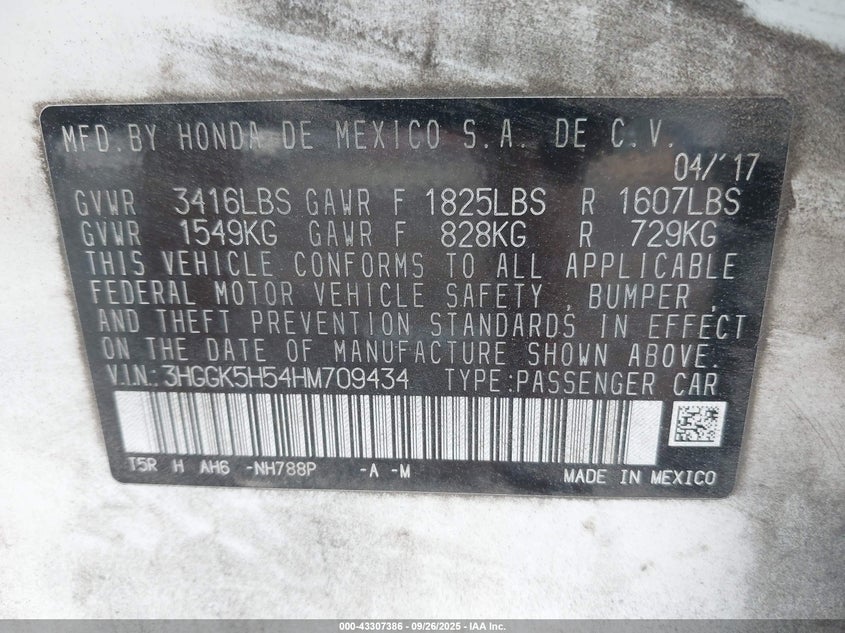 MFD. BY HONDA DE MEXICO S.A. DE C.V.
04/'17
GVWR 3416LBS GAWR F 1825LBS R 1607LBS
GVWR 1549KG GAWR F 828KG R 729KG
THIS VEHICLE CONFORMS TO ALL APPLICABLE
FEDERAL MOTOR VEHICLE SAFETY , BUMPER ,
AND THEFT PREVENTION STANDARDS IN EFFECT
ON THE DATE OF MANUFACTURE SHOWN ABOVE.
V.I.N.: 3HGGK5H54HM709434 TYPE:PASSENGER CAR
T5R H AH6 -NH788P -A -M
MADE IN MEXICO
000-43307386 - 09/26/2025 - IAA Inc.